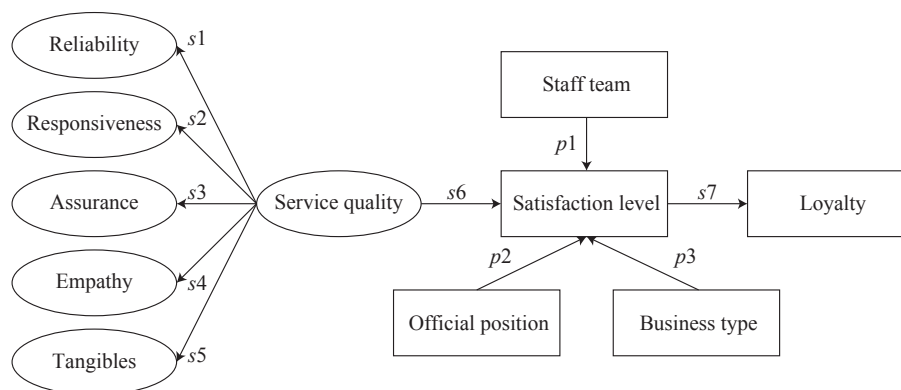 Reliability
s1
Responsiveness
s2
Assurance
s3
Empathy
s4
Tangibles
s5
Service quality
s6
Staff team
p1
Satisfaction level
s7
Loyalty
p2
p3
Official position
Business type